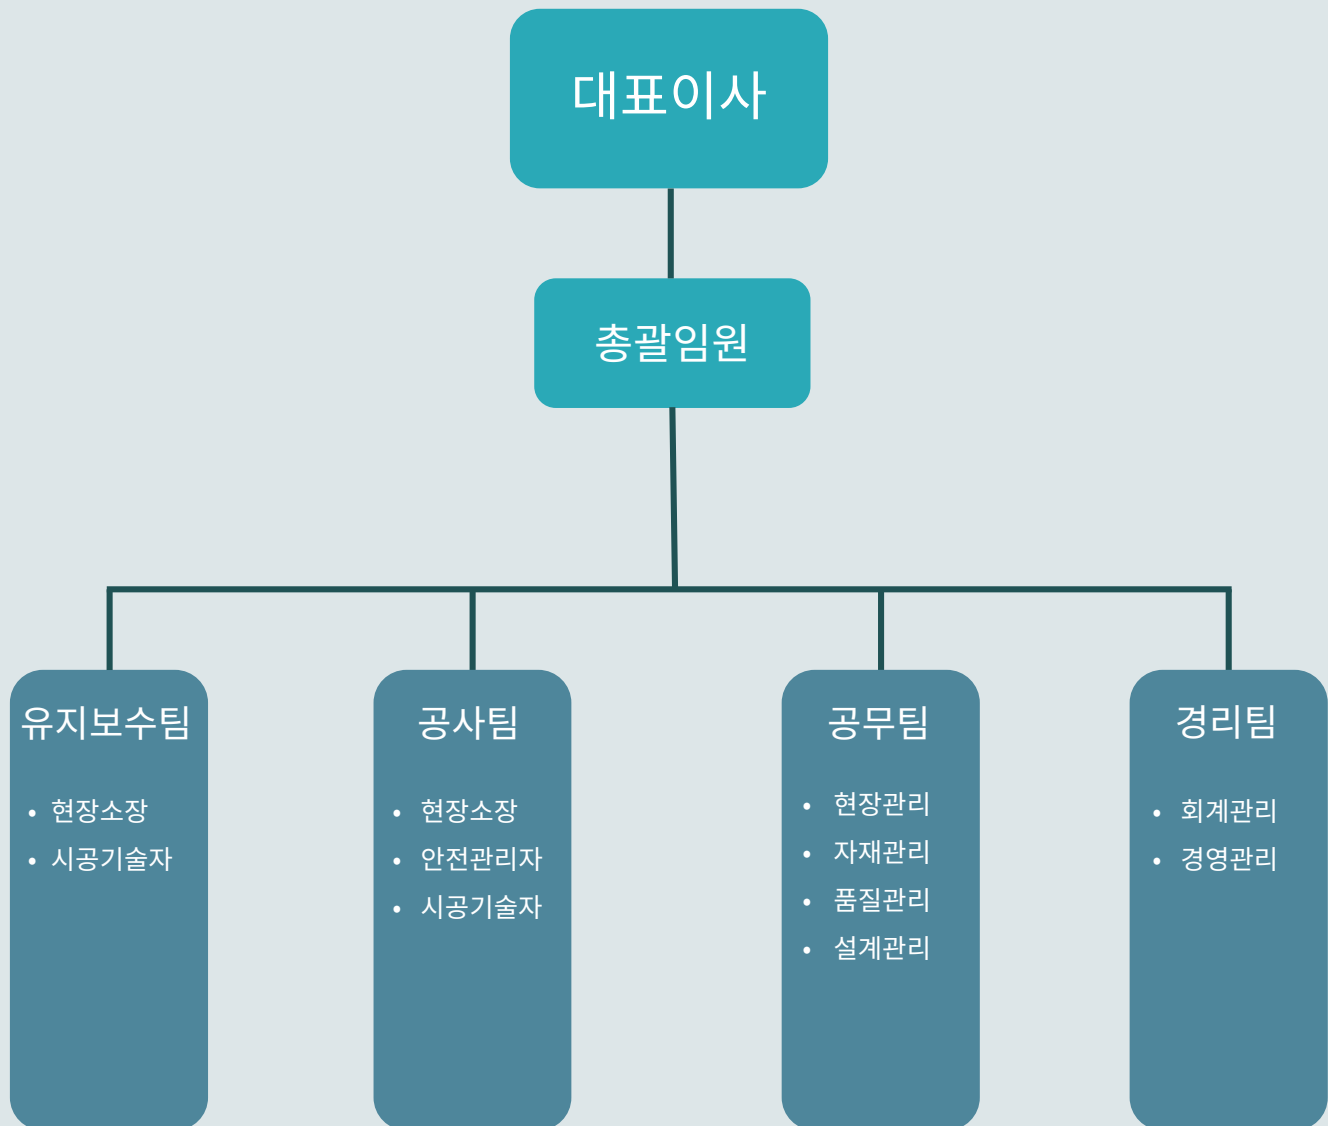 대표이사
총괄임원
유지보수팀
• 현장소장
• 시공기술자
공사팀
• 현장소장
• 안전관리자
• 시공기술자
공무팀
• 현장관리
• 자재관리
• 품질관리
• 설계관리
경리팀
• 회계관리
• 경영관리